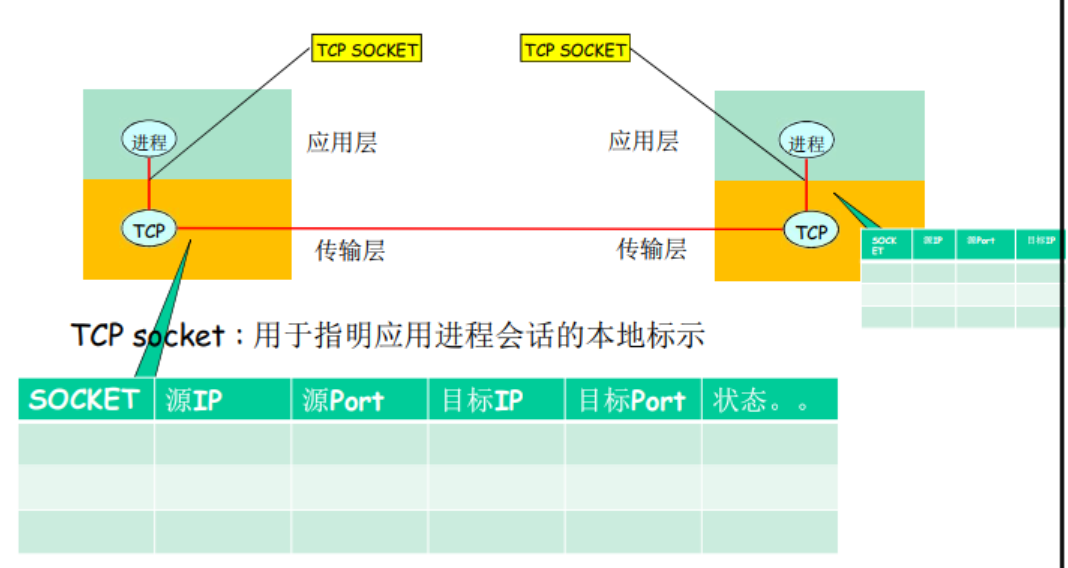 TCP SOCKET
TCP SOCKET
进程
应用层
应用层
进程
TCP
传输层
传输层
TCP
SOCK
ET
源IP
源Port
目标IP
TCP socket：用于指明应用进程会话的本地标示
SOCKET
源IP
源Port
目标IP
目标Port
状态。。